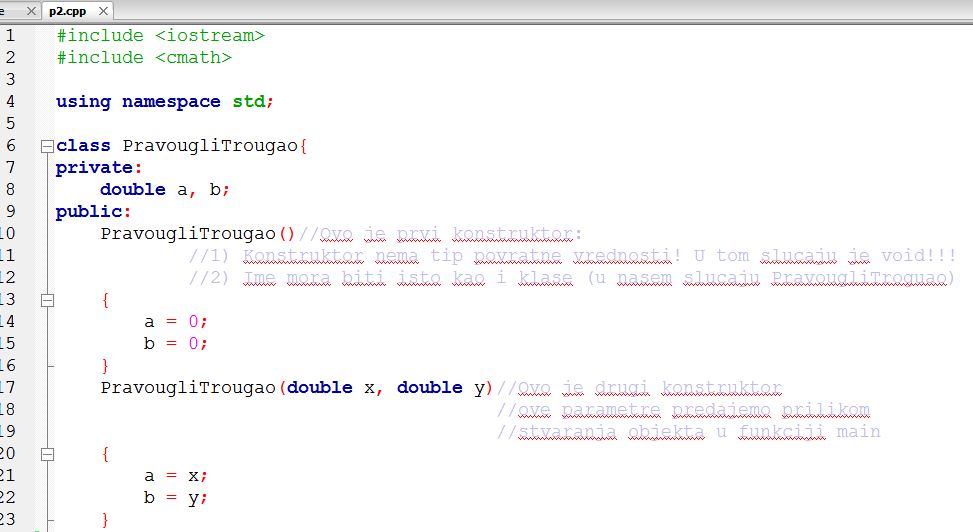 e p2.cpp
1 #include <iostream>
2 #include <cmath>
3
4 using namespace std;
5
6 class PravougliTrougao{
7 private:
8     double a, b;
9 public:
10     PravougliTrougao()//Ovo je prvi konstruktor:
11             //1) Konstruktor nema tip povratne vrednosti! U tom slucaju je void!!!
12             //2) Ime mora biti isto kao i klase (u nasem slucaju PravougliTroguao)
13     {
14         a = 0;
15         b = 0;
16     }
17     PravougliTrougao(double x, double y)//Ovo je drugi konstruktor
18                                         //ove parametre predajemo prilikom
19                                         //stvaranja objekta u funkciji main
20     {
21         a = x;
22         b = y;
23     }